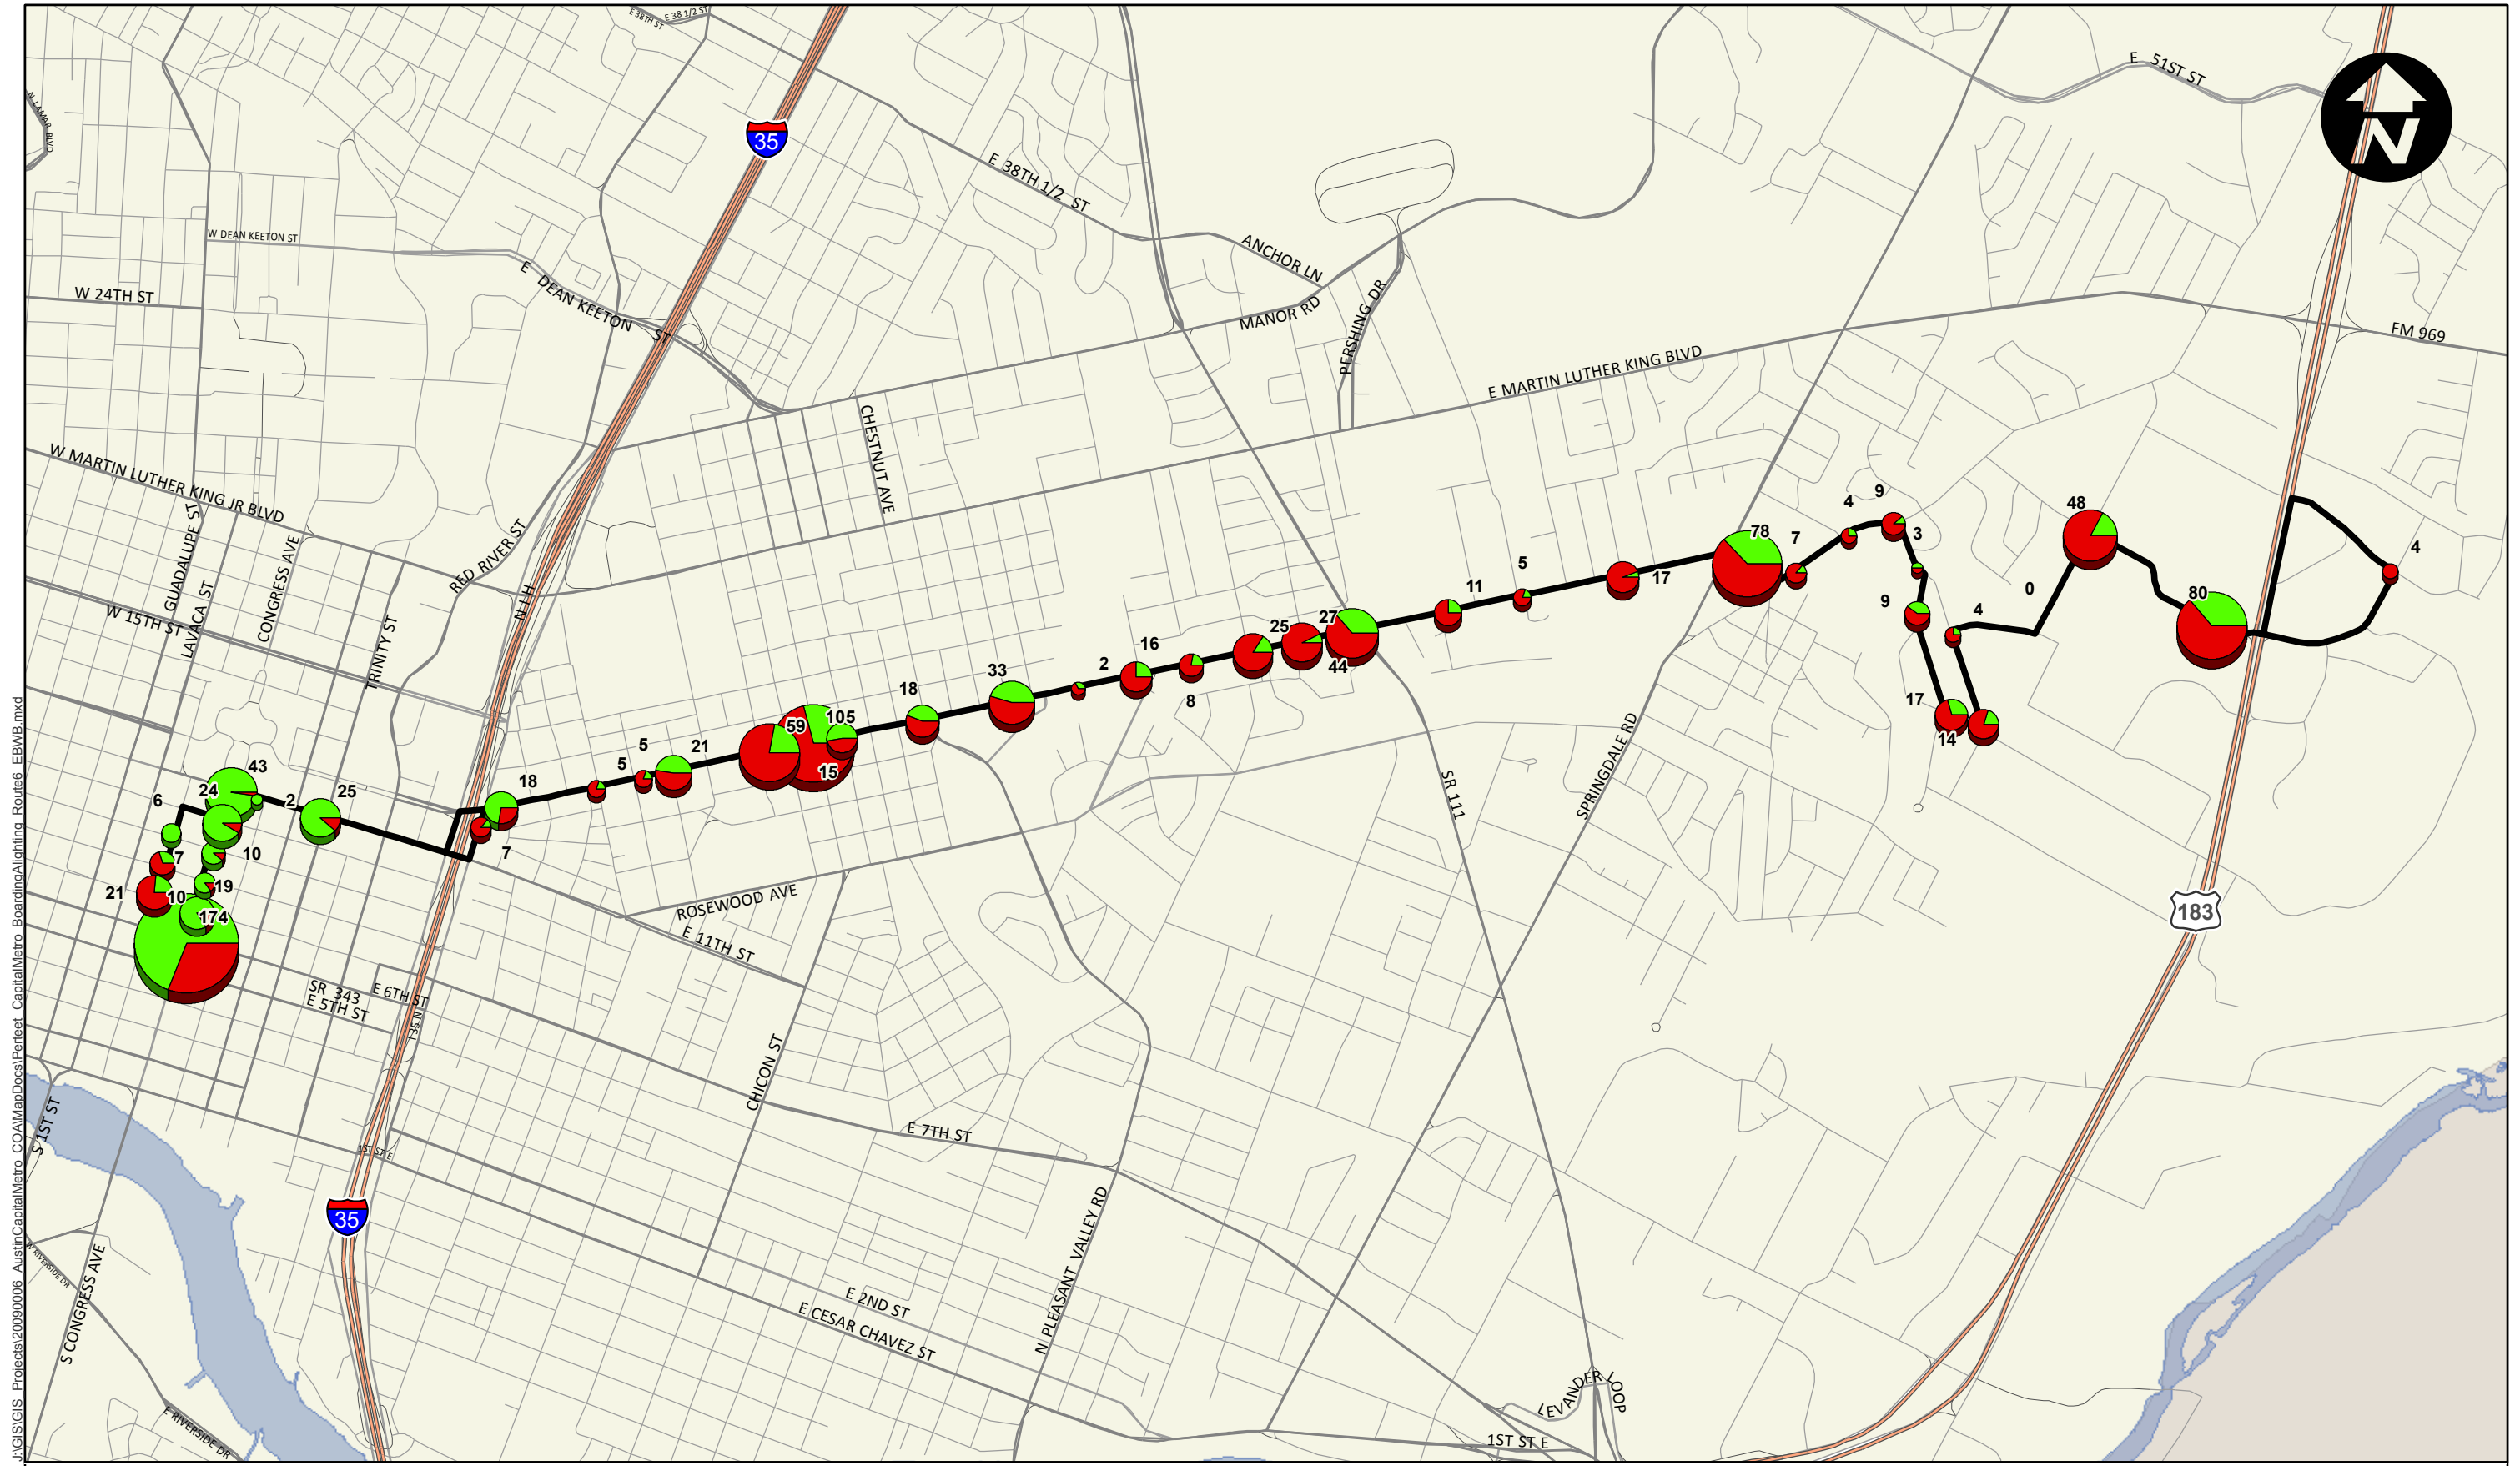 E 38TH ST
E 38 1/2 ST
E 51ST ST
N LAMAR BLVD
35
N
E 38TH 1/2 ST
W DEAN KEETON ST
ANCHOR LN
E DEAN KEETON ST
W 24TH ST
MANOR RD
PERSHING DR
FM 969
E MARTIN LUTHER KING BLVD
CHESTNUT AVE
W MARTIN LUTHER KING JR BLVD
GUADALUPE ST
LAVACA ST
CONGRESS AVE
RED RIVER ST
N I H
W 15TH ST
TRINITY ST
48
4
9
3
78
7
4
5
11
17
9
0
4
80
27
25
44
16
2
8
33
18
105
59
15
17
14
21
5
5
18
7
43
24
2
25
6
7
10
21
10
19
174
SPRINGDALE RD
SR 111
183
ROSEWOOD AVE
E 11TH ST
SR 343
E 5TH ST
E 6TH ST
I 35 N
CHICON ST
E 7TH ST
S 1ST ST
1ST ST E
35
N PLEASANT VALLEY RD
W RIVERSIDE DR
S CONGRESS AVE
E 2ND ST
E CESAR CHAVEZ ST
E RIVERSIDE DR
LEVANDER LOOP
1ST ST E
J:\GIS\GIS_Projects\20090006_AustinCapitalMetro_COA\MapDocs\Perteet_CapitalMetro_BoardingAlighting_Route6_EBWB.mxd